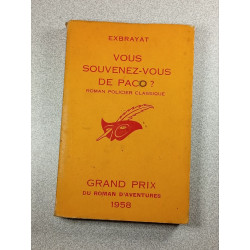 EXBRAYAT
VOUS
SOUVENEZ-VOUS
DE PACO ?
ROMAN POLICIER CLASSIQUE
GRAND PRIX
DU ROMAN D'AVENTURES
1958